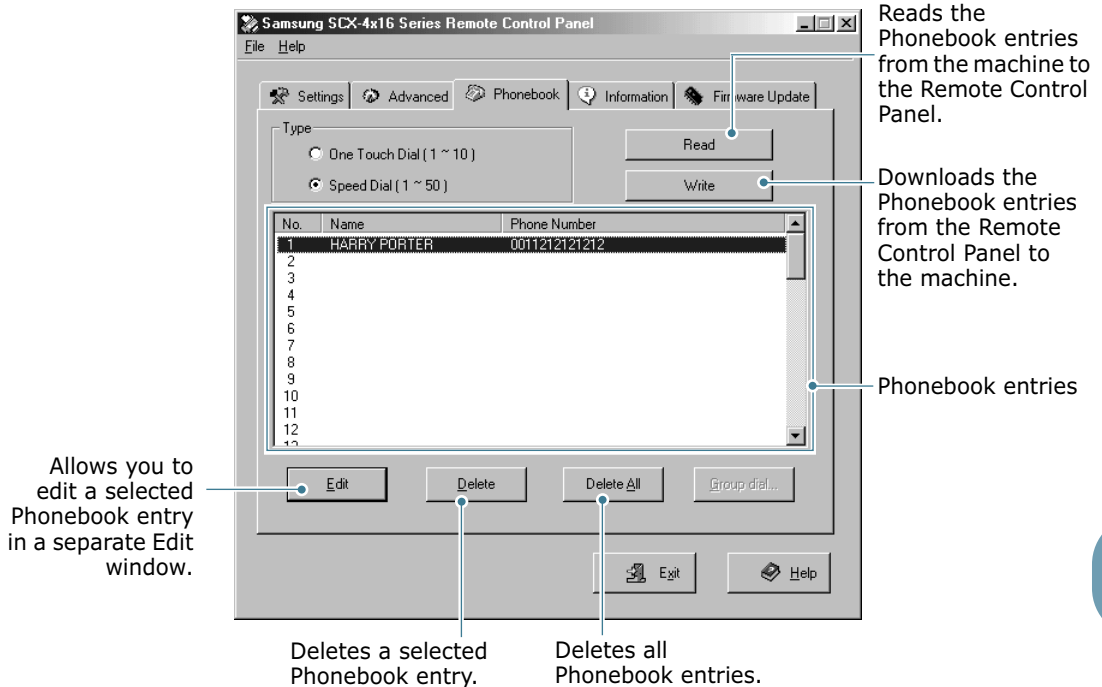 Samsung SCX-4x16 Series Remote Control Panel
File Help
Settings Advanced Phonebook Information Firmware Update
Type
One Touch Dial ( 1 ~ 10 )
Speed Dial ( 1 ~ 50 )
Read
Write
No. Name Phone Number
1 HARRY PORTER 0011212121212
2
3
4
5
6
7
8
9
10
11
12
Edit Delete Delete All Group dial...
Exit Help
Reads the
Phonebook entries
from the machine to
the Remote Control
Panel.
Downloads the
Phonebook entries
from the Remote
Control Panel to
the machine.
Phonebook entries
Allows you to
edit a selected
Phonebook entry
in a separate Edit
window.
Deletes a selected
Phonebook entry.
Deletes all
Phonebook entries.